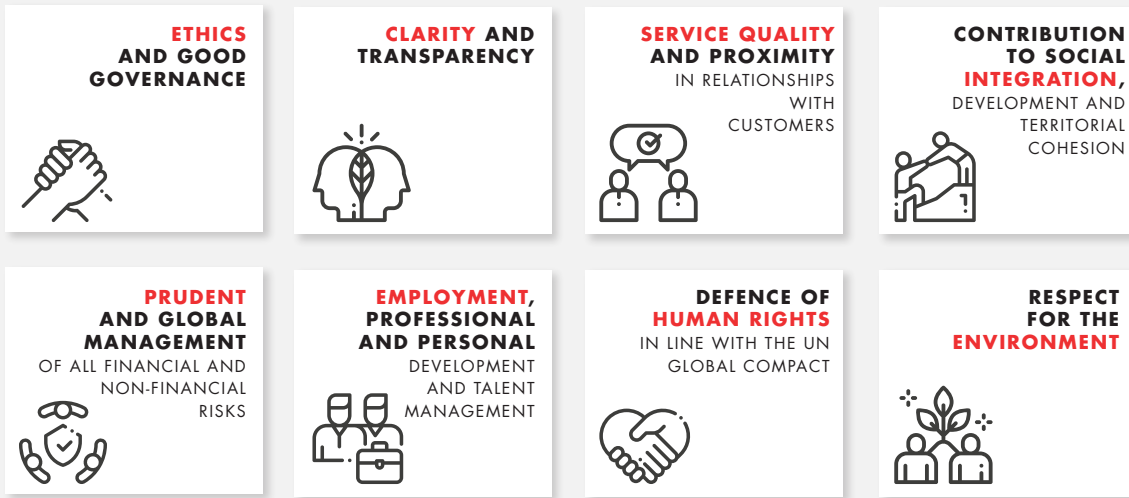 ETHICS
AND GOOD
GOVERNANCE
CLARITY AND
TRANSPARENCY
SERVICE QUALITY
AND PROXIMITY
IN RELATIONSHIPS
WITH
CUSTOMERS
CONTRIBUTION
TO SOCIAL
INTEGRATION,
DEVELOPMENT AND
TERRITORIAL
COHESION
PRUDENT
AND GLOBAL
MANAGEMENT
OF ALL FINANCIAL AND
NON-FINANCIAL
RISKS
EMPLOYMENT,
PROFESSIONAL
AND PERSONAL
DEVELOPMENT
AND TALENT
MANAGEMENT
DEFENCE OF
HUMAN RIGHTS
IN LINE WITH THE UN
GLOBAL COMPACT
RESPECT
FOR THE
ENVIRONMENT